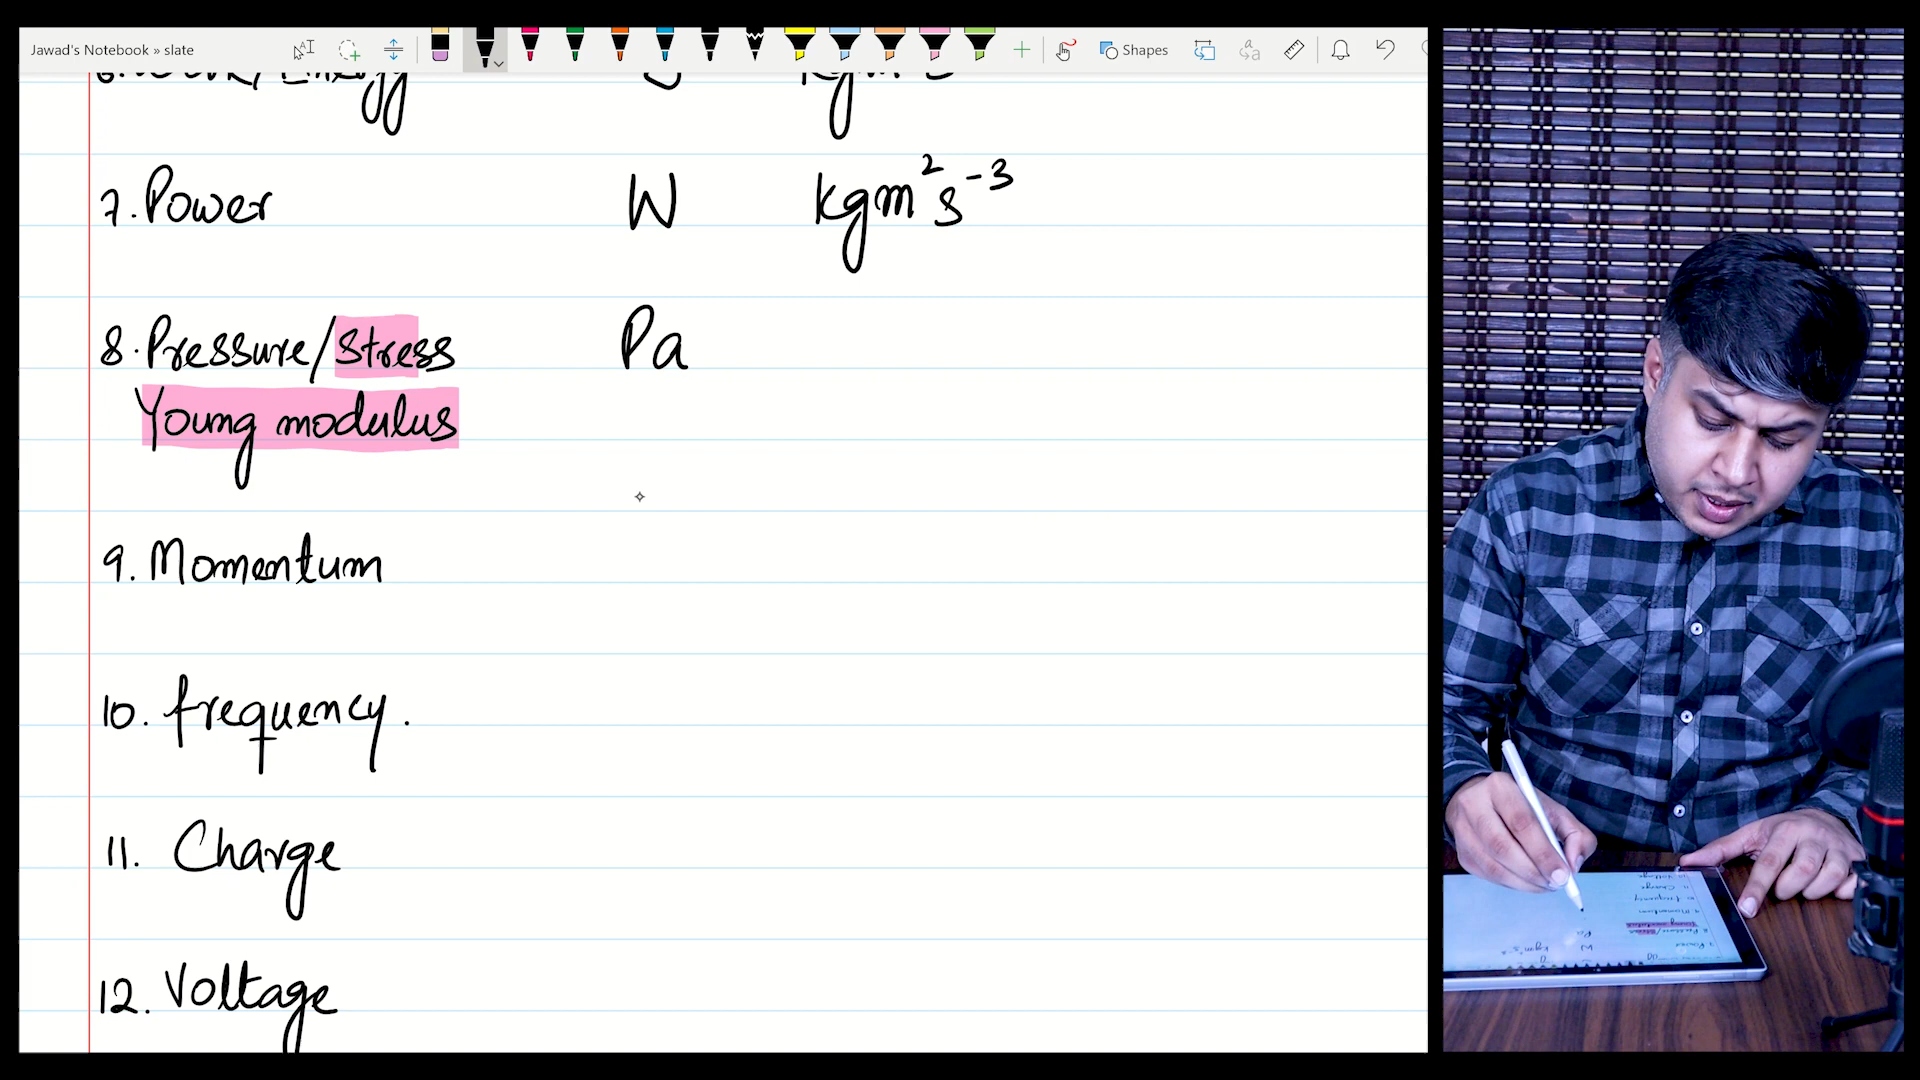 Jawad's Notebook » slate
Shapes
7. Power W kgm²s⁻³
8. Pressure/Stress Pa
Young modulus
9. Momentum
10. frequency.
11. Charge
12. Voltage